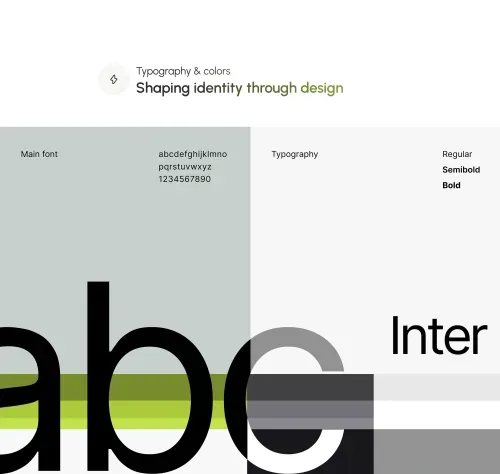 Typography & colors
Shaping identity through design
Main font
abcdefghijklmno
pqrstuvwxyz
1234567890
Typography
Regular
Semibold
Bold
Inter
abc